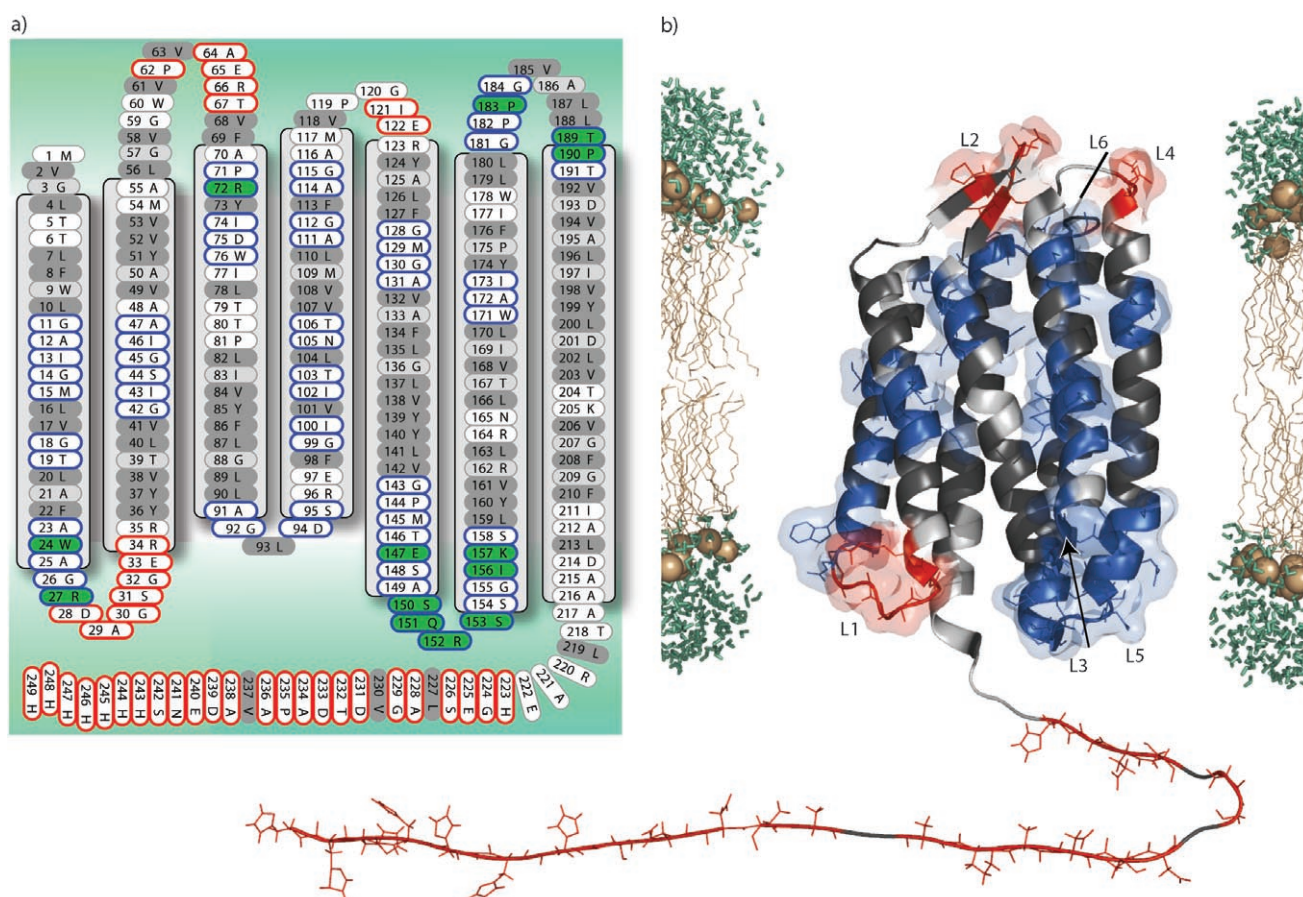 a)
1 M
2 V
3 G
4 L
5 T
6 T
7 L
8 F
9 W
10 L
11 G
12 A
13 I
14 G
15 M
16 L
17 V
18 G
19 T
20 L
21 A
22 F
23 A
24 W
25 A
26 G
27 R
28 D
29 A
30 G
31 S
32 G
33 E
34 R
35 R
36 Y
37 Y
38 V
39 T
40 L
41 V
42 G
43 I
44 S
45 G
46 I
47 A
48 A
49 V
50 A
51 Y
52 V
53 V
54 M
55 A
56 L
57 G
58 V
59 G
60 W
61 V
62 P
63 V
64 A
65 E
66 R
67 T
68 V
69 F
70 A
71 P
72 R
73 Y
74 I
75 D
76 W
77 I
78 L
79 T
80 T
81 P
82 L
83 I
84 V
85 Y
86 F
87 L
88 G
89 L
90 L
91 A
92 G
93 L
94 D
95 S
96 R
97 E
98 F
99 G
100 I
101 V
102 I
103 T
104 L
105 N
106 T
107 V
108 V
109 M
110 L
111 A
112 G
113 F
114 A
115 G
116 A
117 M
118 V
119 P
120 G
121 I
122 E
123 R
124 Y
125 A
126 L
127 F
128 G
129 M
130 G
131 A
132 V
133 A
134 F
135 L
136 G
137 L
138 V
139 Y
140 Y
141 L
142 V
143 G
144 P
145 M
146 T
147 E
148 S
149 A
150 S
151 Q
152 R
153 S
154 S
155 G
156 I
157 K
158 S
159 L
160 Y
161 V
162 R
163 L
164 R
165 N
166 L
167 T
168 V
169 I
170 L
171 W
172 A
173 I
174 Y
175 P
176 F
177 I
178 W
179 L
180 L
181 G
182 P
183 P
184 G
185 V
186 A
187 L
188 L
189 T
190 P
191 T
192 V
193 D
194 V
195 A
196 L
197 I
198 V
199 Y
200 L
201 D
202 L
203 V
204 T
205 K
206 V
207 G
208 F
209 G
210 F
211 I
212 A
213 L
214 D
215 A
216 A
217 A
218 T
219 L
220 R
221 A
222 E
223 H
224 G
225 E
226 S
227 L
228 A
229 G
230 V
231 D
232 T
233 D
234 A
235 P
236 A
237 V
238 A
239 D
240 E
241 N
242 S
243 H
244 H
245 H
246 H
247 H
248 H
249 H
b)
L2
L6
L4
L1
L3
L5